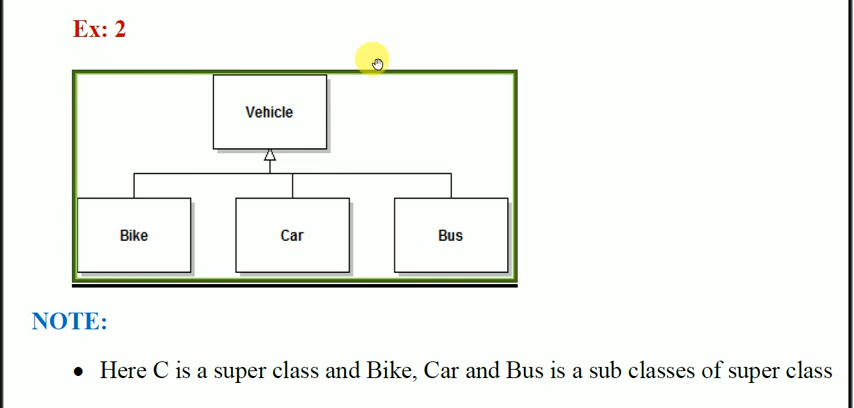 Ex: 2
Vehicle
Bike Car Bus
NOTE:
Here C is a super class and Bike, Car and Bus is a sub classes of super class